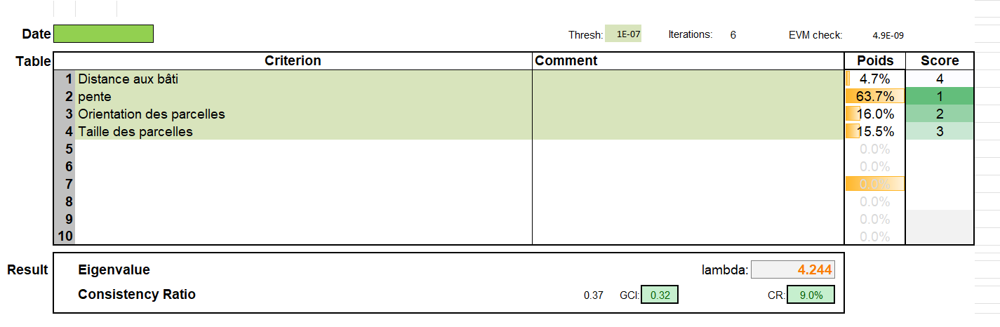 Date Thresh: 1E-07 Iterations: 6 EVM check: 4.9E-09
Table Criterion Comment Poids Score
1 Distance aux bâti 4.7% 4
2 pente 63.7% 1
3 Orientation des parcelles 16.0% 2
4 Taille des parcelles 15.5% 3
5 0.0%
6 0.0%
7 0.0%
8 0.0%
9 0.0%
10 0.0%
Result Eigenvalue lambda: 4.244
Consistency Ratio 0.37 GCI: 0.32 CR: 9.0%